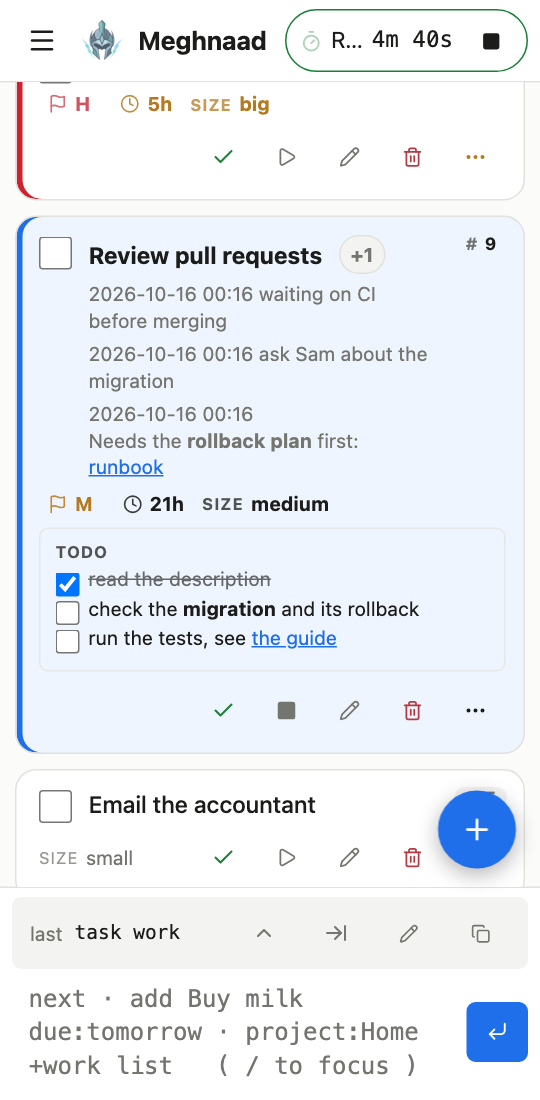 Meghnaad
R... 4m 40s
H 5h SIZE big
Review pull requests +1 # 9
2026-10-16 00:16 waiting on CI
before merging
2026-10-16 00:16 ask Sam about the
migration
2026-10-16 00:16
Needs the rollback plan first:
runbook
M 21h SIZE medium
TODO
read the description
check the migration and its rollback
run the tests, see the guide
Email the accountant
SIZE small
last task work
next · add Buy milk
due:tomorrow · project:Home
+work list ( / to focus )